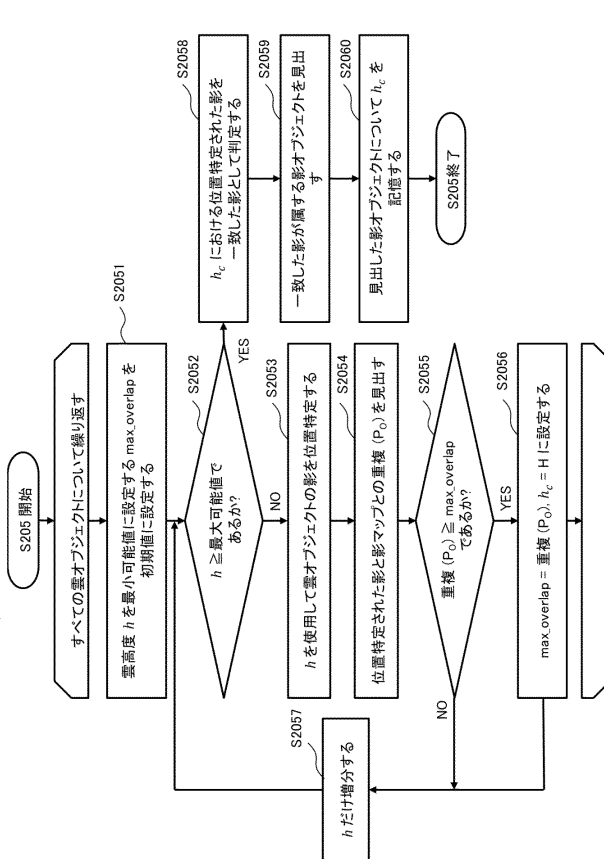 S205 開始
すべての雲オブジェクトについて繰り返す
S2051
雲高度 h を最小可能値に設定する max_overlap を
初期値に設定する
S2052
h ≧最大可能値で
あるか?
YES
NO
S2053
h を使用して雲オブジェクトの影を位置特定する
S2054
位置特定された影と影マップとの重複 (PO) を見出す
S2055
重複 (PO) ≧ max_overlap
であるか?
NO
YES
S2056
max_overlap = 重複 (PO), hc = H に設定する
S2057
h だけ増分する
S2058
hc における位置特定された影を
一致した影として判定する
S2059
一致した影が属する影オブジェクトを見出
す
S2060
見出した影オブジェクトについて hc を
記憶する
S205終了